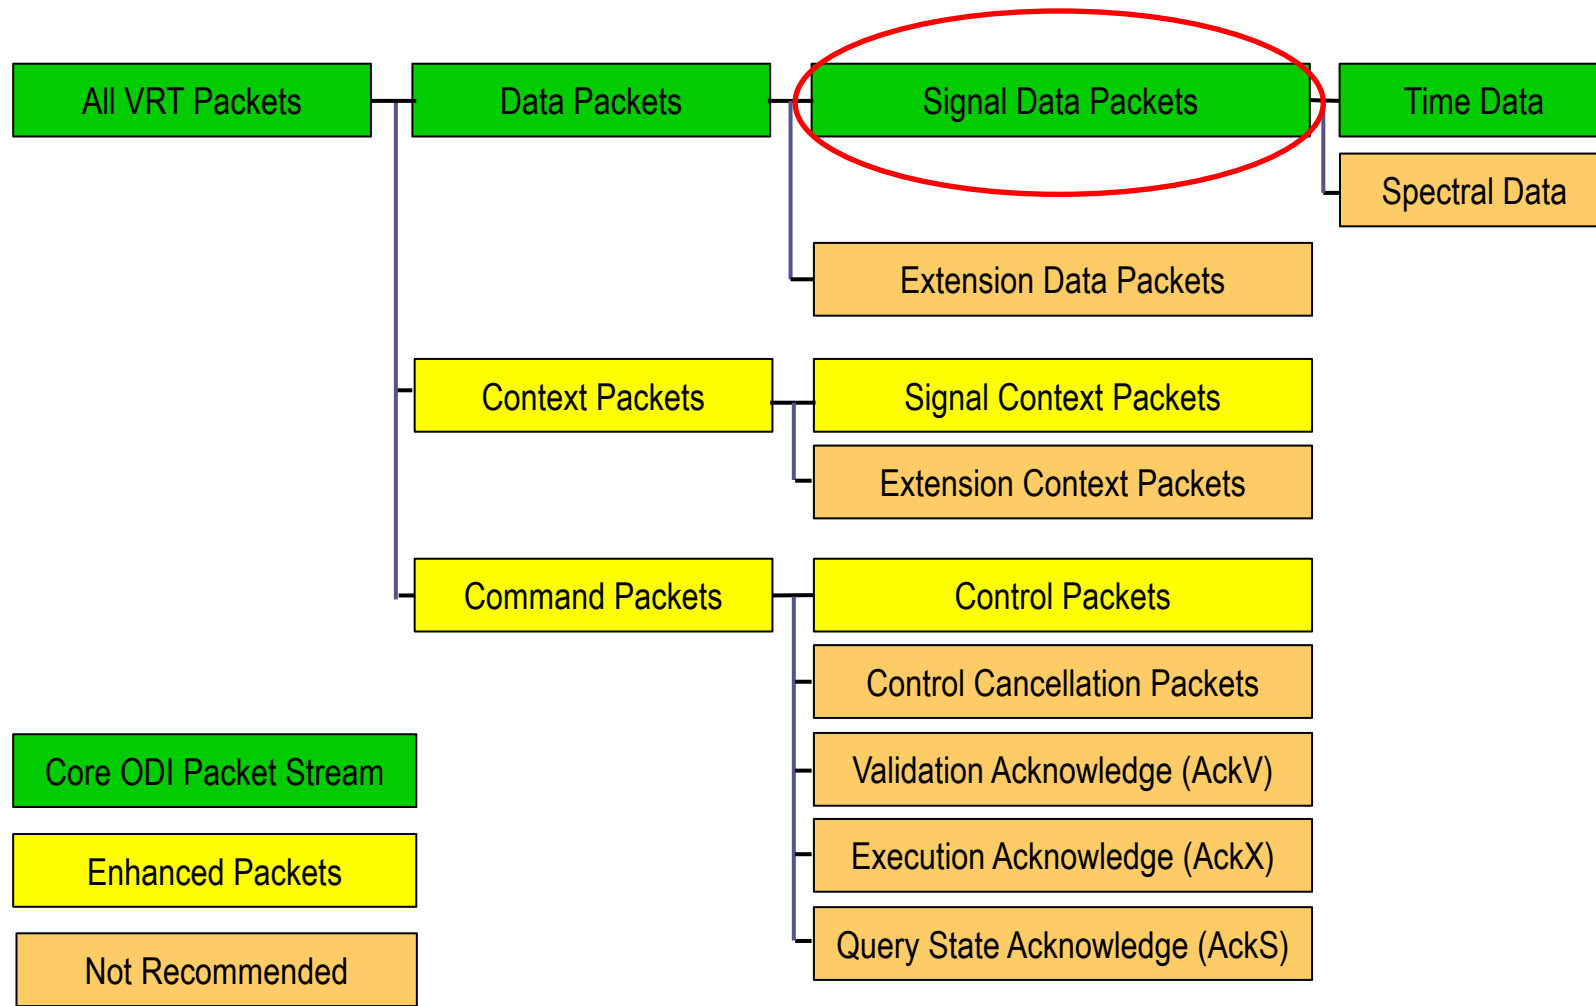 All VRT Packets
Data Packets
Signal Data Packets
Time Data
Spectral Data
Extension Data Packets
Context Packets
Signal Context Packets
Extension Context Packets
Command Packets
Control Packets
Control Cancellation Packets
Validation Acknowledge (AckV)
Execution Acknowledge (AckX)
Query State Acknowledge (AckS)
Core ODI Packet Stream
Enhanced Packets
Not Recommended